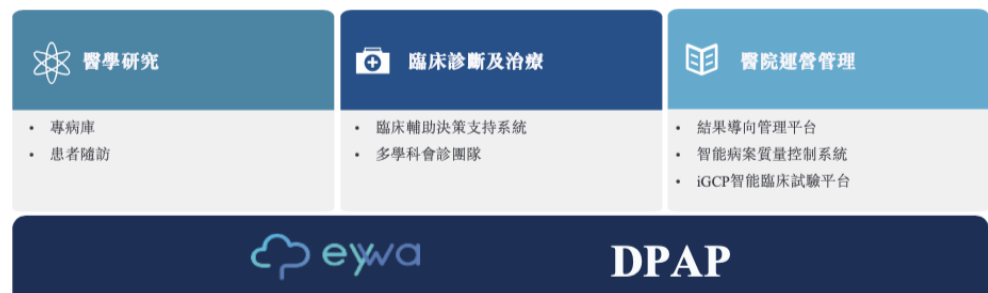 醫學研究
• 專病庫
• 患者隨訪
臨床診斷及治療
• 臨床輔助決策支持系統
• 多學科會診團隊
醫院運營管理
• 結果導向管理平台
• 智能病案質量控制系統
• iGCP智能臨床試驗平台
eywa
DPAP